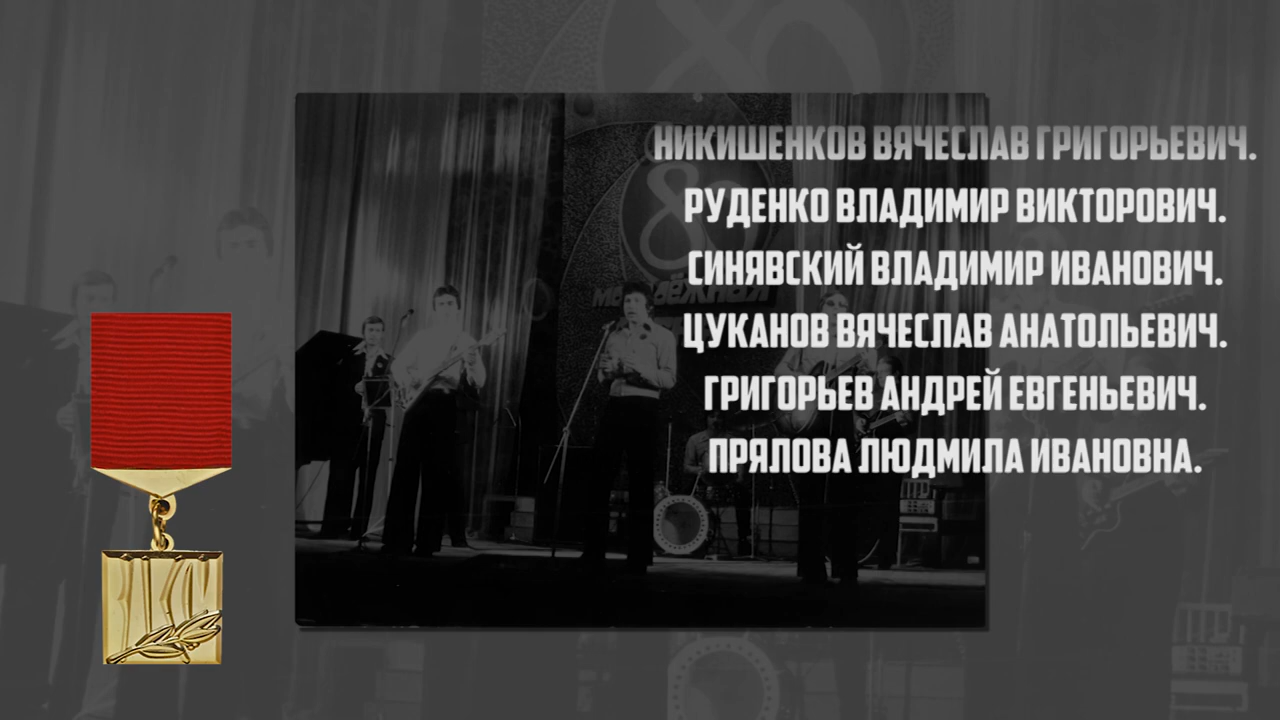 НИКИШЕНКОВ ВЯЧЕСЛАВ ГРИГОРЬЕВИЧ.
РУДЕНКО ВЛАДИМИР ВИКТОРОВИЧ.
СИНЯВСКИЙ ВЛАДИМИР ИВАНОВИЧ.
ЦУКАНОВ ВЯЧЕСЛАВ АНАТОЛЬЕВИЧ.
ГРИГОРЬЕВ АНДРЕЙ ЕВГЕНЬЕВИЧ.
ПРЯЛОВА ЛЮДМИЛА ИВАНОВНА.